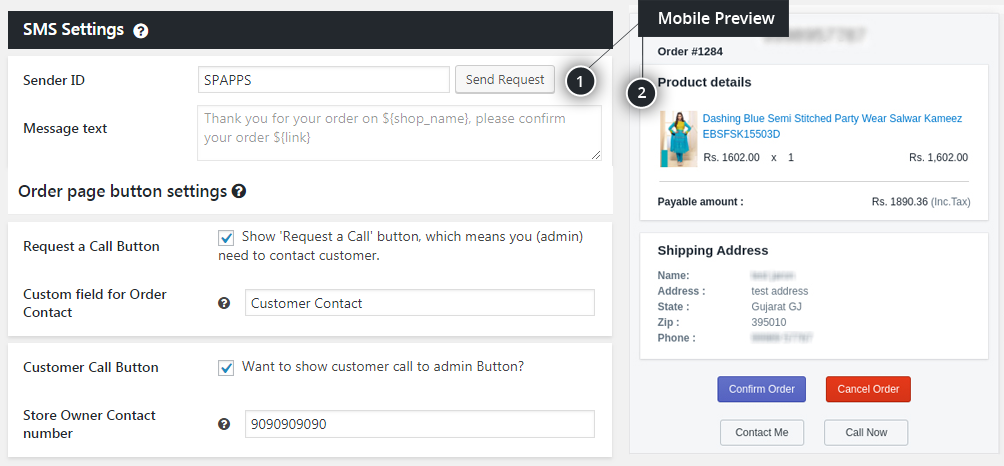 SMS Settings ?
Sender ID
SPAPPS
Send Request
1
Message text
Thank you for your order on ${shop_name}, please confirm
your order ${link}
Order page button settings ?
Request a Call Button
Show 'Request a Call' button, which means you (admin)
need to contact customer.
Custom field for Order
Contact
?
Customer Contact
Customer Call Button
Want to show customer call to admin Button?
Store Owner Contact
number
?
9090909090
Mobile Preview
2
Order #1284
Product details
Dashing Blue Semi Stitched Party Wear Salwar Kameez
EBSFSK15503D
Rs. 1602.00 x 1 Rs. 1,602.00
Payable amount : Rs. 1890.36 (Inc.Tax)
Shipping Address
Name:
Address : test address
State : Gujarat GJ
Zip : 395010
Phone :
Confirm Order
Cancel Order
Contact Me
Call Now